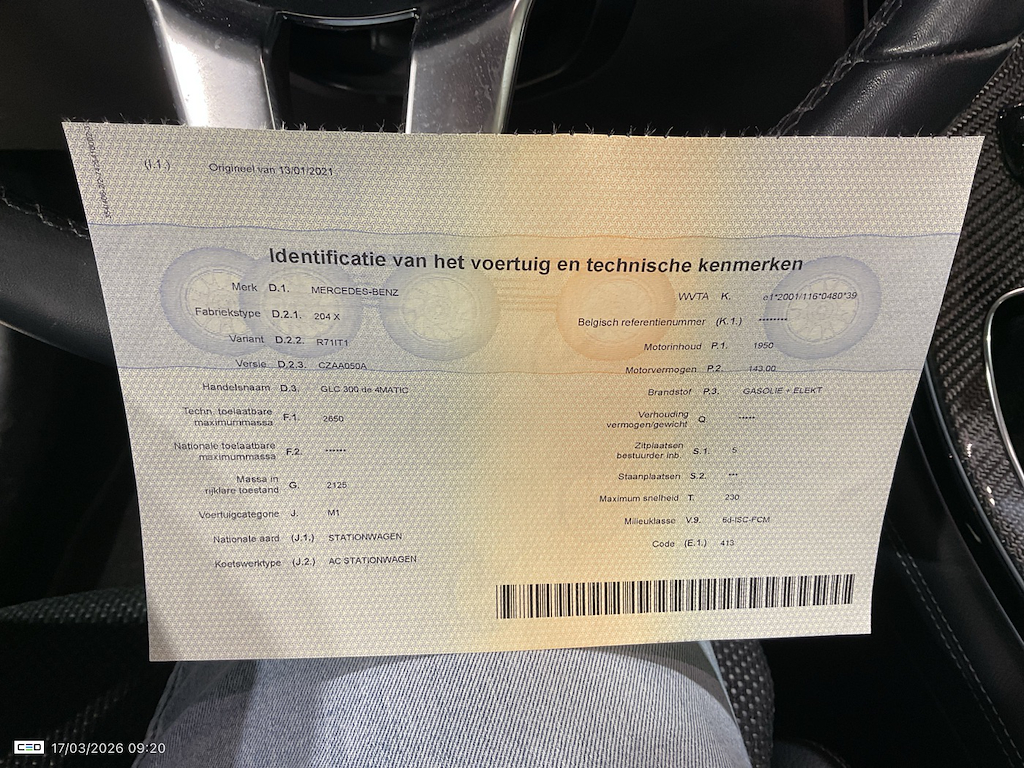 (I.1.) Origineel van 13/01/2021
Identificatie van het voertuig en technische kenmerken
Merk D.1. MERCEDES-BENZ
Fabriekstype D.2.1. 204 X
Variant D.2.2. R71IT1
Versie D.2.3. CZAA050A
Handelsnaam D.3. GLC 300 de 4MATIC
Techn. toelaatbare
maximummassa F.1. 2650
Nationale toelaatbare
maximummassa F.2. ******
Massa in
rijklare toestand G. 2125
Voertuigcategorie J. M1
Nationale aard (J.1.) STATIONWAGEN
Koetswerktype (J.2.) AC STATIONWAGEN
WVTA K. e1*2001/116*0480*39
Belgisch referentienummer (K.1.) ********
Motorinhoud P.1. 1950
Motorvermogen P.2. 143.00
Brandstof P.3. GASOLIE + ELEKT
Verhouding
vermogen/gewicht Q. *****
Zitplaatsen
bestuurder inb. S.1. 5
Staanplaatsen S.2. ***
Maximum snelheid T. 230
Milieuklasse V.9. 6d-ISC-FCM
Code (E.1.) 413
CEO 17/03/2026 09:20